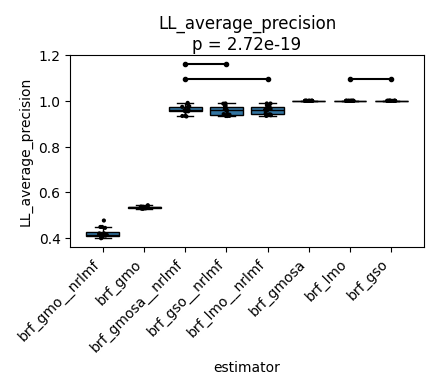 LL_average_precision
p = 2.72e-19
LL_average_precision
1.2
1.0
0.8
0.6
0.4
brf_gmo__nrlmf
brf_gmo
brf_gmosa__nrlmf
brf_gso__nrlmf
brf_lmo__nrlmf
brf_gmosa
brf_lmo
brf_gso
estimator